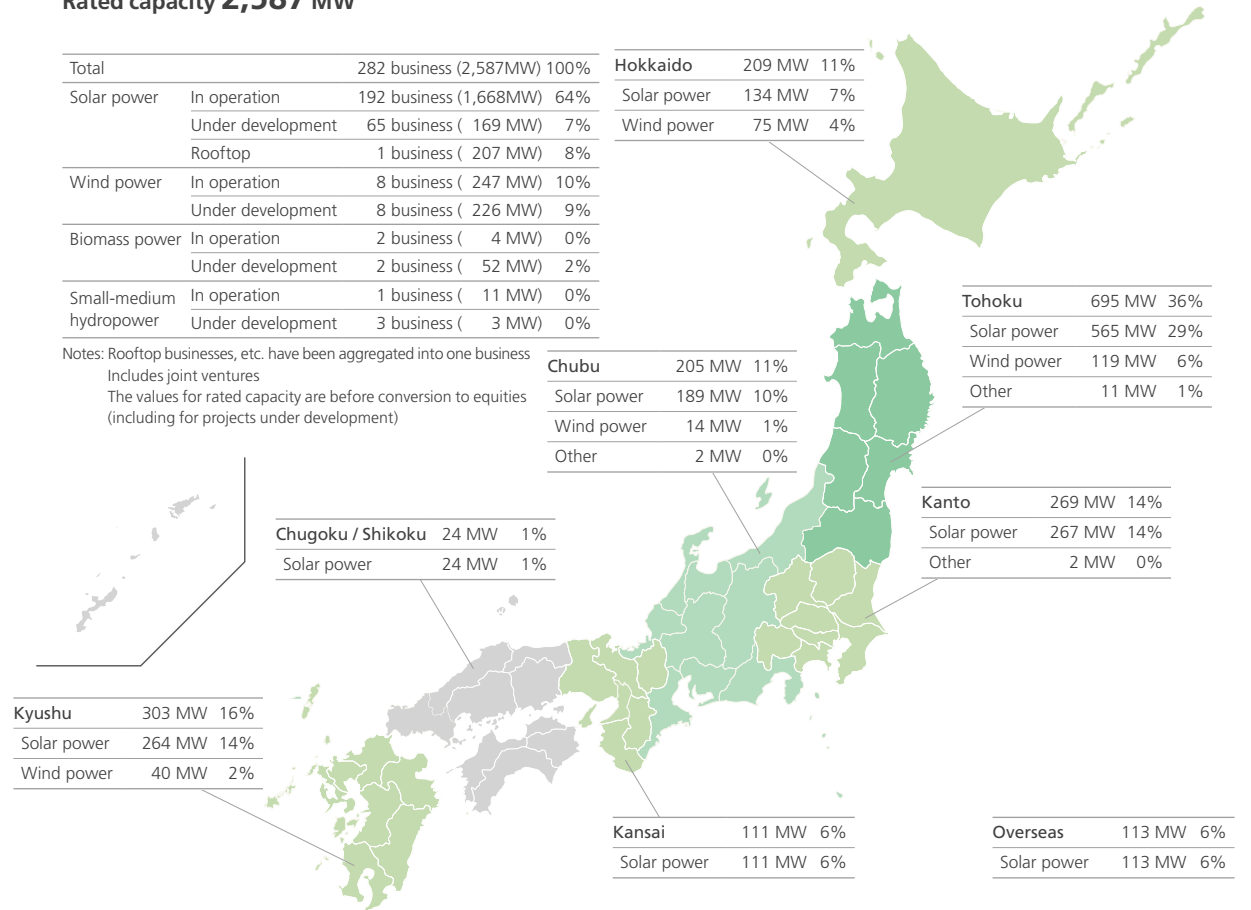 Rated capacity 2,587 MW
Total 282 business (2,587MW) 100%
Solar power In operation 192 business (1,668MW) 64%
Under development 65 business ( 169 MW) 7%
Rooftop 1 business ( 207 MW) 8%
Wind power In operation 8 business ( 247 MW) 10%
Under development 8 business ( 226 MW) 9%
Biomass power In operation 2 business ( 4 MW) 0%
Under development 2 business ( 52 MW) 2%
Small-medium hydropower In operation 1 business ( 11 MW) 0%
Under development 3 business ( 3 MW) 0%
Notes: Rooftop businesses, etc. have been aggregated into one business
Includes joint ventures
The values for rated capacity are before conversion to equities
(including for projects under development)
Hokkaido 209 MW 11%
Solar power 134 MW 7%
Wind power 75 MW 4%
Tohoku 695 MW 36%
Solar power 565 MW 29%
Wind power 119 MW 6%
Other 11 MW 1%
Chubu 205 MW 11%
Solar power 189 MW 10%
Wind power 14 MW 1%
Other 2 MW 0%
Kanto 269 MW 14%
Solar power 267 MW 14%
Other 2 MW 0%
Chugoku / Shikoku 24 MW 1%
Solar power 24 MW 1%
Kyushu 303 MW 16%
Solar power 264 MW 14%
Wind power 40 MW 2%
Kansai 111 MW 6%
Solar power 111 MW 6%
Overseas 113 MW 6%
Solar power 113 MW 6%